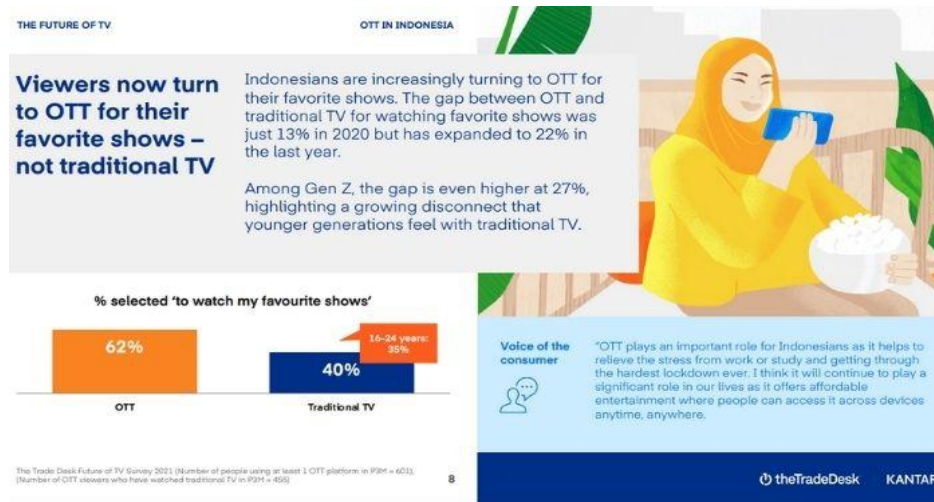 THE FUTURE OF TV
OTT IN INDONESIA
Viewers now turn
to OTT for their
favorite shows –
not traditional TV
Indonesians are increasingly turning to OTT for
their favorite shows. The gap between OTT and
traditional TV for watching favorite shows was
just 13% in 2020 but has expanded to 22% in
the last year.
Among Gen Z, the gap is even higher at 27%,
highlighting a growing disconnect that
younger generations feel with traditional TV.
% selected 'to watch my favourite shows'
62%
16-24 years:
35%
40%
OTT
Traditional TV
Voice of the
consumer
"OTT plays an important role for Indonesians as it helps to
relieve the stress from work or study and getting through
the hardest lockdown ever. I think it will continue to play a
significant role in our lives as it offers affordable
entertainment where people can access it across devices
anytime, anywhere.
The Trade Desk Future of TV Survey 2021 (Number of people using at least 1 OTT platform in P3M = 601),
(Number of OTT viewers who have watched traditional TV in P3M = 455)
8
theTradeDesk
KANTAR